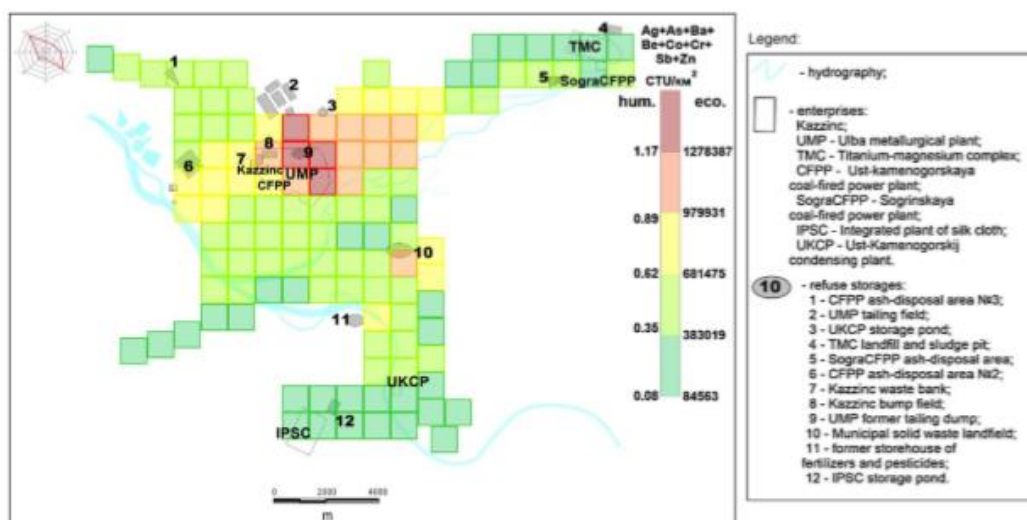 1
2
3
4
TMC
5
SograCFPP
6
7
8
9
Kazzinc
CFPP
UMP
10
11
UKCP
12
IPSC
0 2000 4000
m
Ag+As+Ba+
Be+Co+Cr+
Sb+Zn
CTU/км²
hum. eco.
1.17 1278387
0.89 979931
0.62 681475
0.35 383019
0.08 84563
Legend:
- hydrography;
- enterprises:
Kazzinc;
UMP - Ulba metallurgical plant;
TMC - Titanium-magnesium complex;
CFPP - Ust-kamenogorskaya
coal-fired power plant;
SograCFPP - Sogrinskaya
coal-fired power plant;
IPSC - Integrated plant of silk cloth;
UKCP - Ust-Kamenogorskij
condensing plant.
10 - refuse storages:
1 - CFPP ash-disposal area №3;
2 - UMP tailing field;
3 - UKCP storage pond;
4 - TMC landfill and sludge pit;
5 - SograCFPP ash-disposal area;
6 - CFPP ash-disposal area №2;
7 - Kazzinc waste bank;
8 - Kazzinc bump field;
9 - UMP former tailing dump;
10 - Municipal solid waste landfield;
11 - former storehouse of
fertilizers and pesticides;
12 - IPSC storage pond.